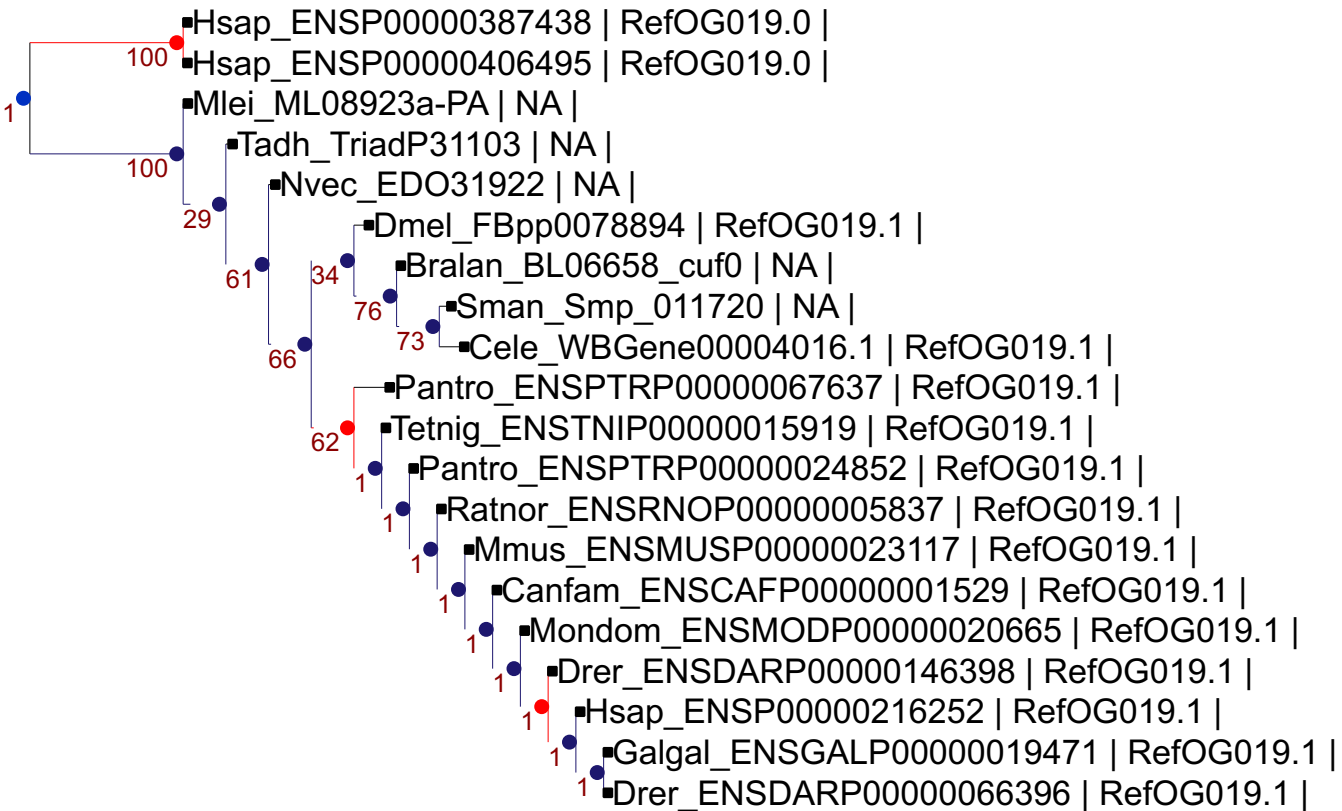 Hsap_ENSP00000387438 | RefOG019.0 |
100
Hsap_ENSP00000406495 | RefOG019.0 |
1
Mlei_ML08923a-PA | NA |
Tadh_TriadP31103 | NA |
100
Nvec_EDO31922 | NA |
29
Dmel_FBpp0078894 | RefOG019.1 |
61
34
Bralan_BL06658_cuf0 | NA |
76
Sman_Smp_011720 | NA |
73
Cele_WBGene00004016.1 | RefOG019.1 |
66
Pantro_ENSPTRP00000067637 | RefOG019.1 |
62
Tetnig_ENSTNIP00000015919 | RefOG019.1 |
1
Pantro_ENSPTRP00000024852 | RefOG019.1 |
1
Ratnor_ENSRNOP00000005837 | RefOG019.1 |
1
Mmus_ENSMUSP00000023117 | RefOG019.1 |
1
Canfam_ENSCAFP00000001529 | RefOG019.1 |
1
Mondom_ENSMODP00000020665 | RefOG019.1 |
1
Drer_ENSDARP00000146398 | RefOG019.1 |
1
Hsap_ENSP00000216252 | RefOG019.1 |
1
Galgal_ENSGALP00000019471 | RefOG019.1 |
1
Drer_ENSDARP00000066396 | RefOG019.1 |